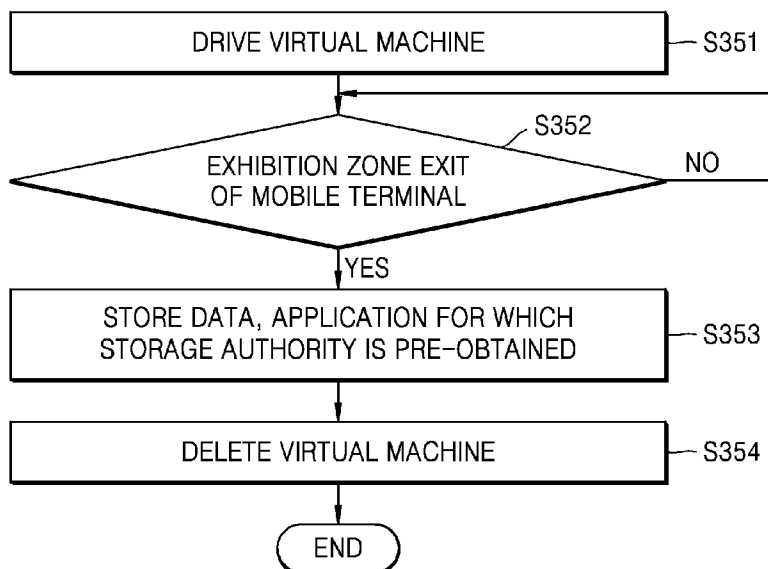 DRIVE VIRTUAL MACHINE
S351
S352
EXHIBITION ZONE EXIT
OF MOBILE TERMINAL
NO
YES
STORE DATA, APPLICATION FOR WHICH
STORAGE AUTHORITY IS PRE-OBTAINED
S353
DELETE VIRTUAL MACHINE
S354
END